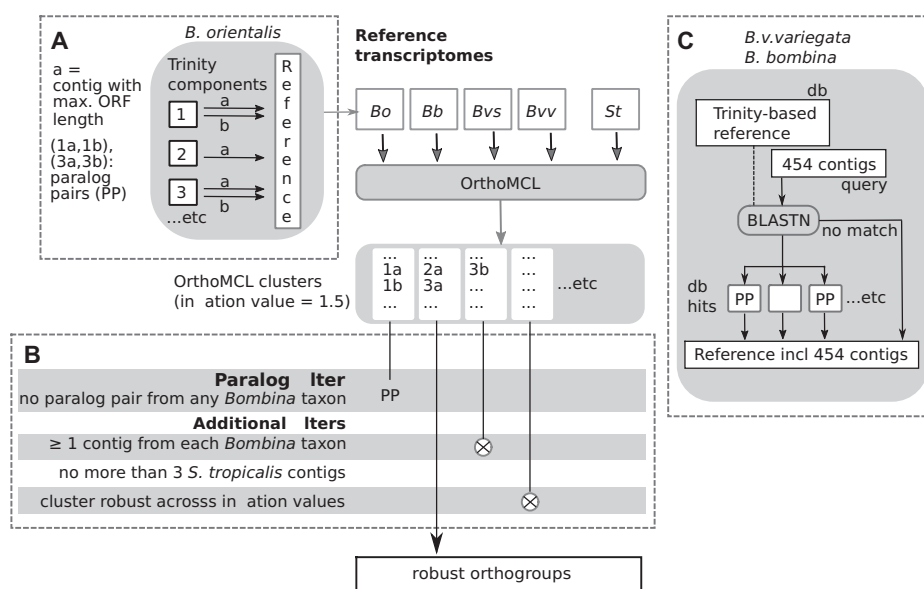 A
B. orientalis
a =
contig with
max. ORF
length
(1a,1b),
(3a,3b):
paralog
pairs (PP)
Trinity
components
1
a
b
2
a
3
a
b
...etc
Reference
Reference
transcriptomes
Bo
Bb
Bvs
Bvv
St
OrthoMCL
OrthoMCL clusters
(in ation value = 1.5)
...
1a
1b
...
...
2a
3a
...
...
3b
...
...
...
...
...
...
...etc
B
Paralog lter
no paralog pair from any Bombina taxon
PP
Additional lters
≥ 1 contig from each Bombina taxon
no more than 3 S. tropicalis contigs
cluster robust acrosss in ation values
robust orthogroups
C
B.v.variegata
B. bombina
db
Trinity-based
reference
454 contigs
query
BLASTN
no match
db
hits
PP
PP
...etc
Reference incl 454 contigs